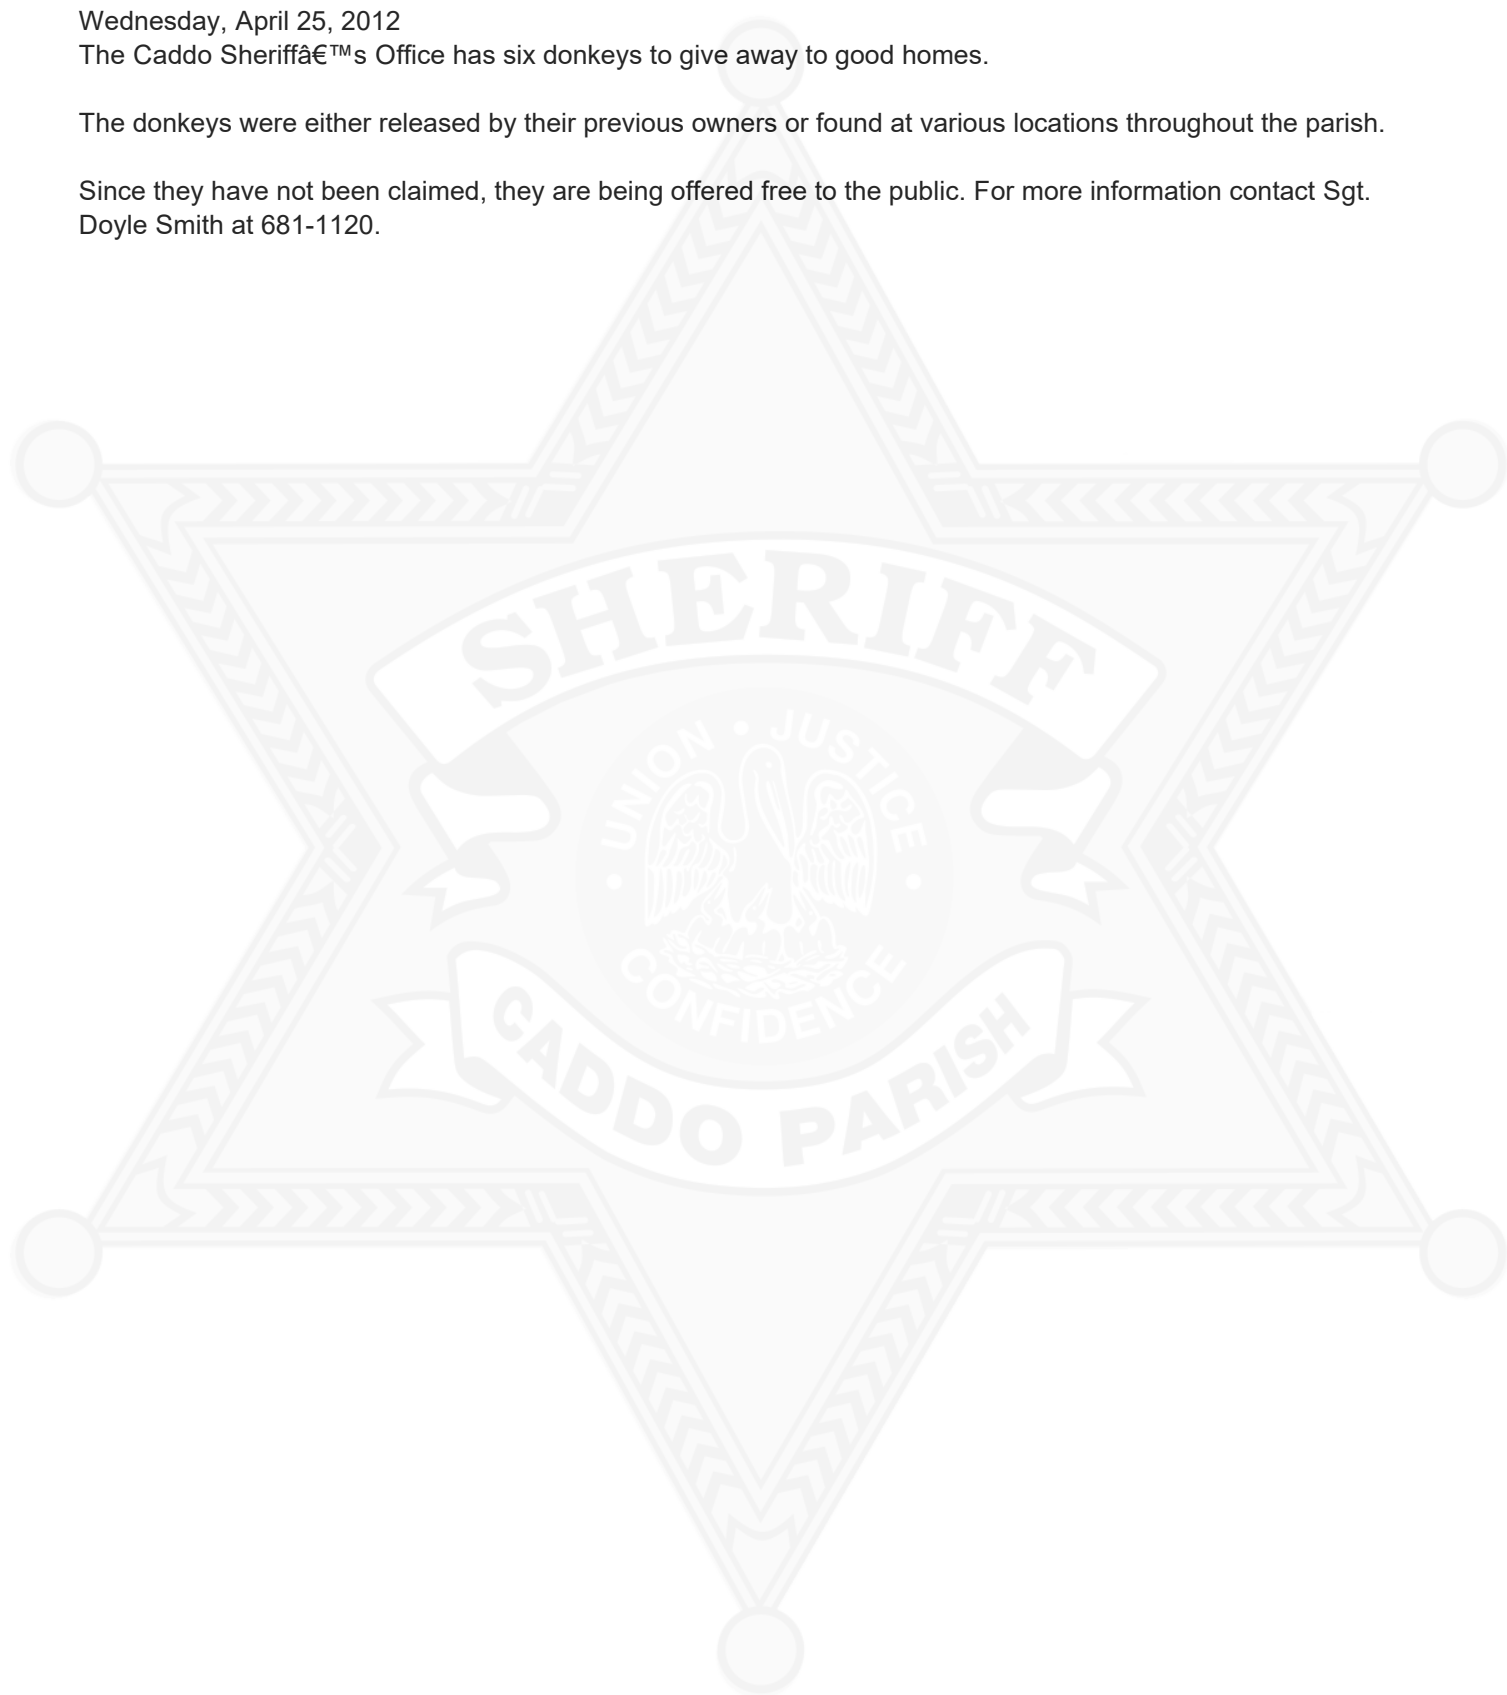 Wednesday, April 25, 2012
The Caddo Sheriffâ€™s Office has six donkeys to give away to good homes.
The donkeys were either released by their previous owners or found at various locations throughout the parish.
Since they have not been claimed, they are being offered free to the public. For more information contact Sgt.
Doyle Smith at 681-1120.
SHERIFF
UNION • JUSTICE
• CONFIDENCE •
CADDO PARISH